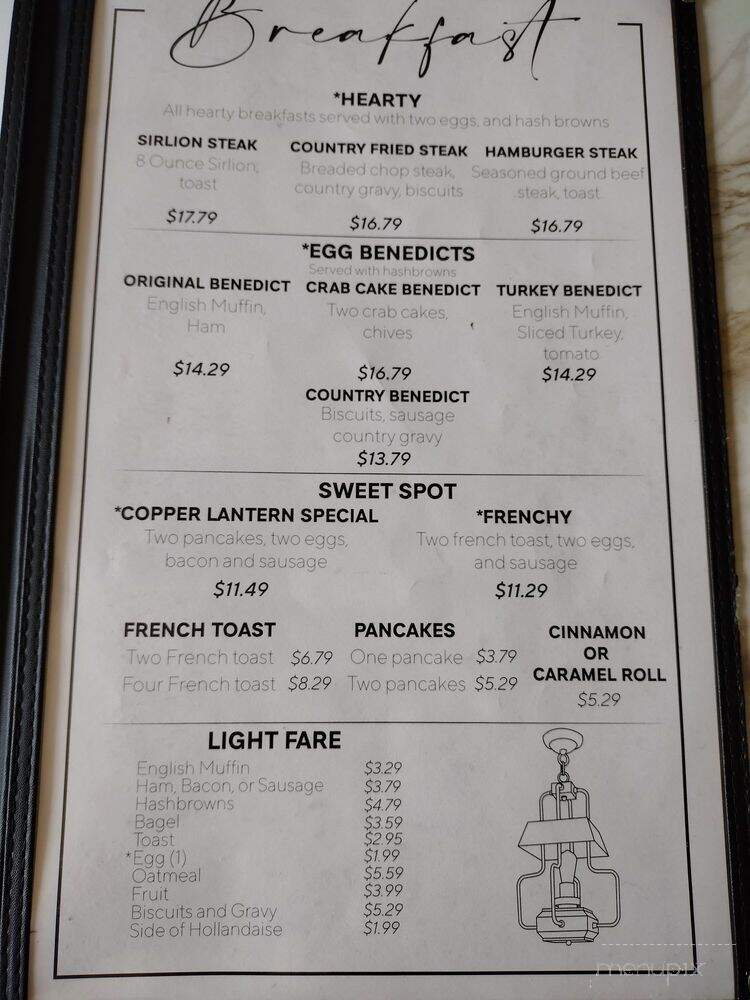 Breakfast
*HEARTY
All hearty breakfasts served with two eggs, and hash browns
SIRLION STEAK
8 Ounce Sirlion,
toast
$17.79
COUNTRY FRIED STEAK
Breaded chop steak,
country gravy, biscuits
$16.79
HAMBURGER STEAK
Seasoned ground beef
steak, toast
$16.79
*EGG BENEDICTS
Served with hashbrowns
ORIGINAL BENEDICT
English Muffin,
Ham
$14.29
CRAB CAKE BENEDICT
Two crab cakes,
chives
$16.79
TURKEY BENEDICT
English Muffin,
Sliced Turkey,
tomato
$14.29
COUNTRY BENEDICT
Biscuits, sausage
country gravy
$13.79
SWEET SPOT
*COPPER LANTERN SPECIAL
Two pancakes, two eggs,
bacon and sausage
$11.49
*FRENCHY
Two french toast, two eggs,
and sausage
$11.29
FRENCH TOAST
Two French toast $6.79
Four French toast $8.29
PANCAKES
One pancake $3.79
Two pancakes $5.29
CINNAMON
OR
CARAMEL ROLL
$5.29
LIGHT FARE
English Muffin $3.29
Ham, Bacon, or Sausage $3.79
Hashbrowns $4.79
Bagel $3.59
Toast $2.95
*Egg (1) $1.99
Oatmeal $5.59
Fruit $3.99
Biscuits and Gravy $5.29
Side of Hollandaise $1.99
menupix